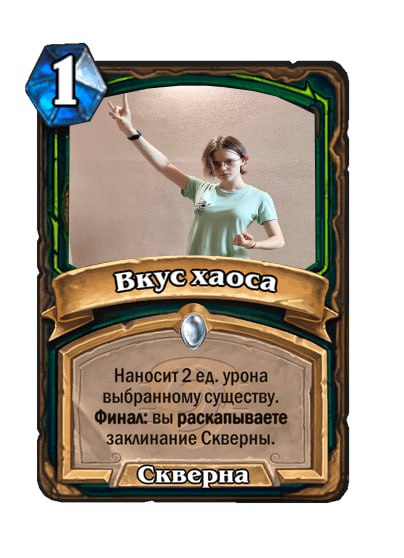 1
Вкус хаоса
Наносит 2 ед. урона
выбранному существу.
Финал: вы раскапываете
заклинание Скверны.
Скверна